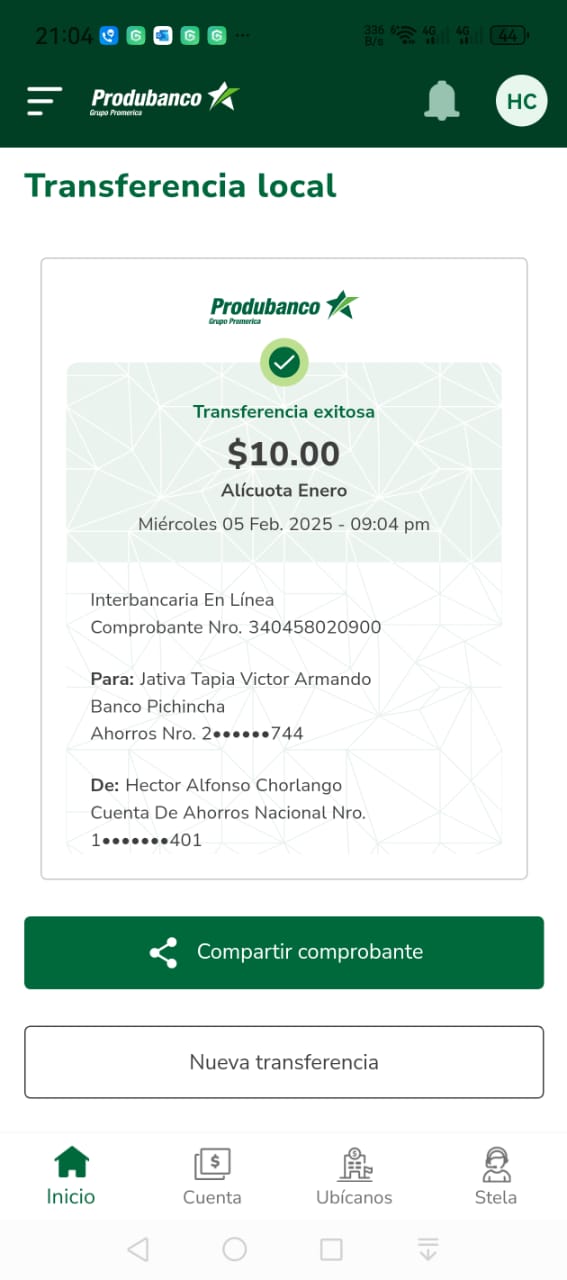 21:04
336 B/s 6 4G 4G 44
Produbanco
Grupo Promerica
HC
Transferencia local
Produbanco
Grupo Promerica
Transferencia exitosa
$10.00
Alícuota Enero
Miércoles 05 Feb. 2025 - 09:04 pm
Interbancaria En Línea
Comprobante Nro. 340458020900
Para: Jativa Tapia Victor Armando
Banco Pichincha
Ahorros Nro. 2••••••744
De: Hector Alfonso Chorlango
Cuenta De Ahorros Nacional Nro.
1•••••••401
Compartir comprobante
Nueva transferencia
Inicio
Cuenta
Ubícanos
Stela